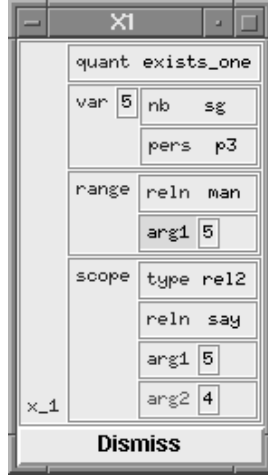 X1
quant exists_one
var 5 nb sg
pers p3
range reln man
arg1 5
scope type rel2
reln say
arg1 5
x_1 arg2 4
Dismiss